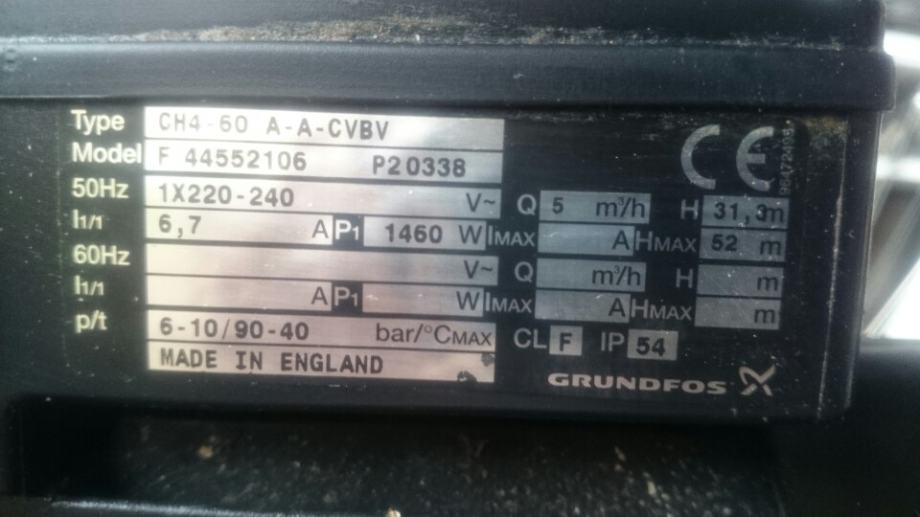 Type CH4-60 A-A-CVBV
Model F 44552106 P20338
CE
50Hz 1X220-240 V~ Q 5 m³/h H 31,3m
I1/1 6,7 A P1 1460 W IMAX A HMAX 52 m
60Hz V~ Q m³/h H m
I1/1 A P1 W IMAX A HMAX m
p/t 6-10/90-40 bar/°CMAX CL F IP 54
MADE IN ENGLAND
GRUNDFOS